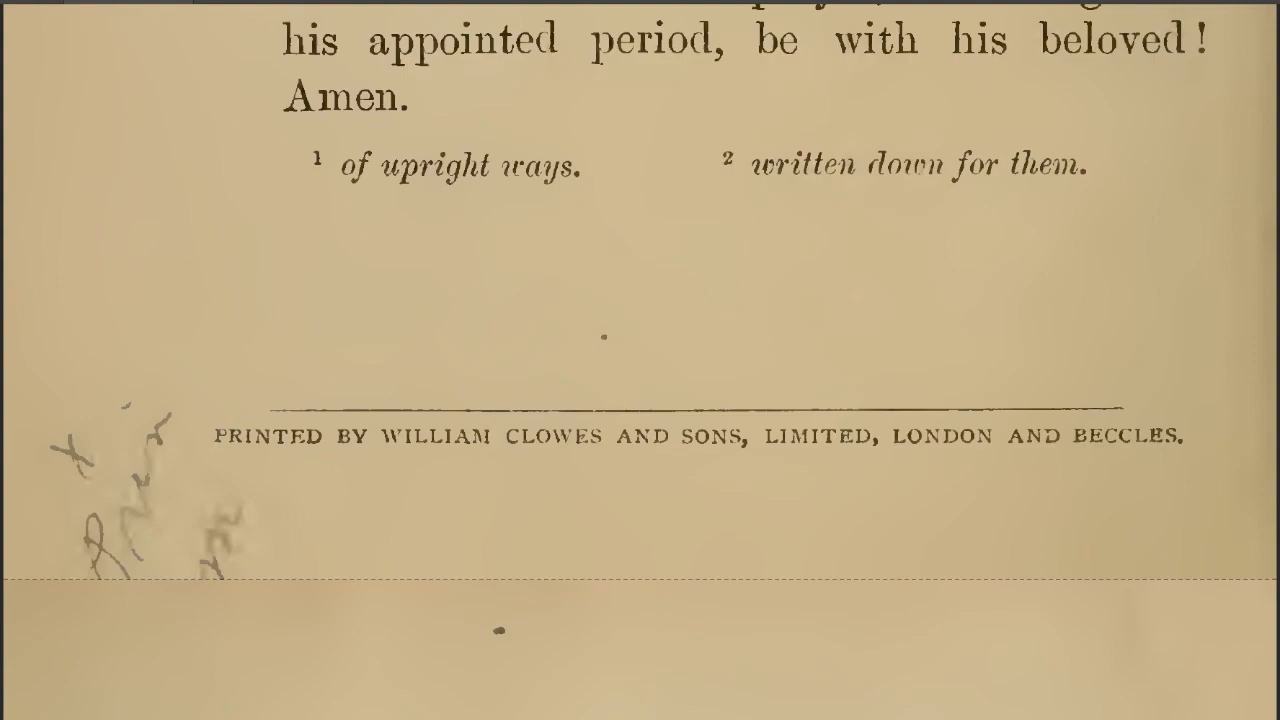 his appointed period, be with his beloved!
Amen.
¹ of upright ways. ² written down for them.
PRINTED BY WILLIAM CLOWES AND SONS, LIMITED, LONDON AND BECCLES.